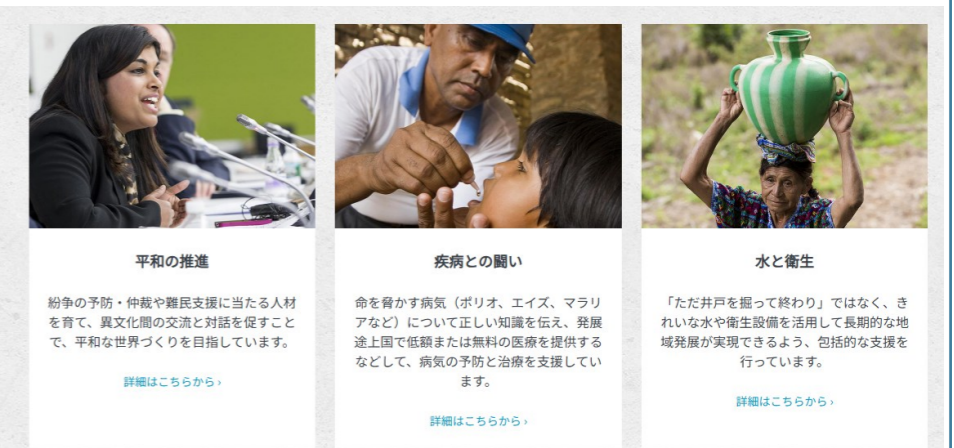 平和の推進
紛争の予防・仲裁や難民支援に当たる人材
を育て、異文化間の交流と対話を促すこと
で、平和な世界づくりを目指しています。
詳細はこちらから ›
疾病との闘い
命を脅かす病気（ポリオ、エイズ、マラリ
アなど）について正しい知識を伝え、発展
途上国で低額または無料の医療を提供する
などして、病気の予防と治療を支援してい
ます。
詳細はこちらから ›
水と衛生
「ただ井戸を掘って終わり」ではなく、き
れいな水や衛生設備を活用して長期的な地
域発展が実現できるよう、包括的な支援を
行っています。
詳細はこちらから ›